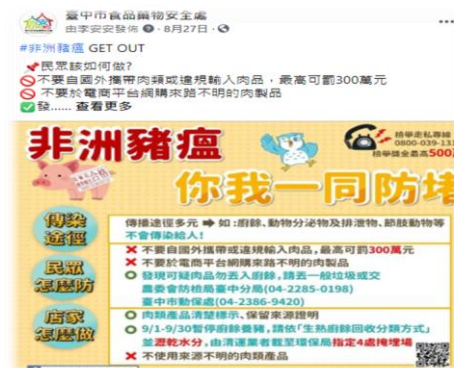 臺中市食品藥物安全處
由李安安發佈 · 8月27日 ·
#非洲豬瘟 GET OUT
📌民眾該如何做?
🚫不要自國外攜帶肉類或違規輸入肉品，最高可罰300萬元
🚫 不要於電商平台網購來路不明的肉製品
✅發...... 查看更多
非洲豬瘟
檢舉走私專線
0800-039-131
檢舉獎金最高500
你我一同防堵
傳染途徑
傳播途徑多元 ➡ 如：廚餘、動物分泌物及排泄物、節肢動物等
不會傳染給人！
民眾怎麼防
✕ 不要自國外攜帶或違規輸入肉品，最高可罰300萬元
✕ 不要於電商平台網購來路不明的肉製品
○ 發現可疑肉品勿丟入廚餘，請丟一般垃圾或交
農委會防檢局臺中分局(04-2285-0198)
臺中市動保處(04-2386-9420)
店家怎麼做
○ 肉類產品清楚標示、保留來源證明
○ 9/1-9/30暫停廚餘養豬，請依「生熟廚餘回收分類方式」
並瀝乾水分，由清運業者載至環保局指定4處掩埋場
✕ 不使用來源不明的肉類產品